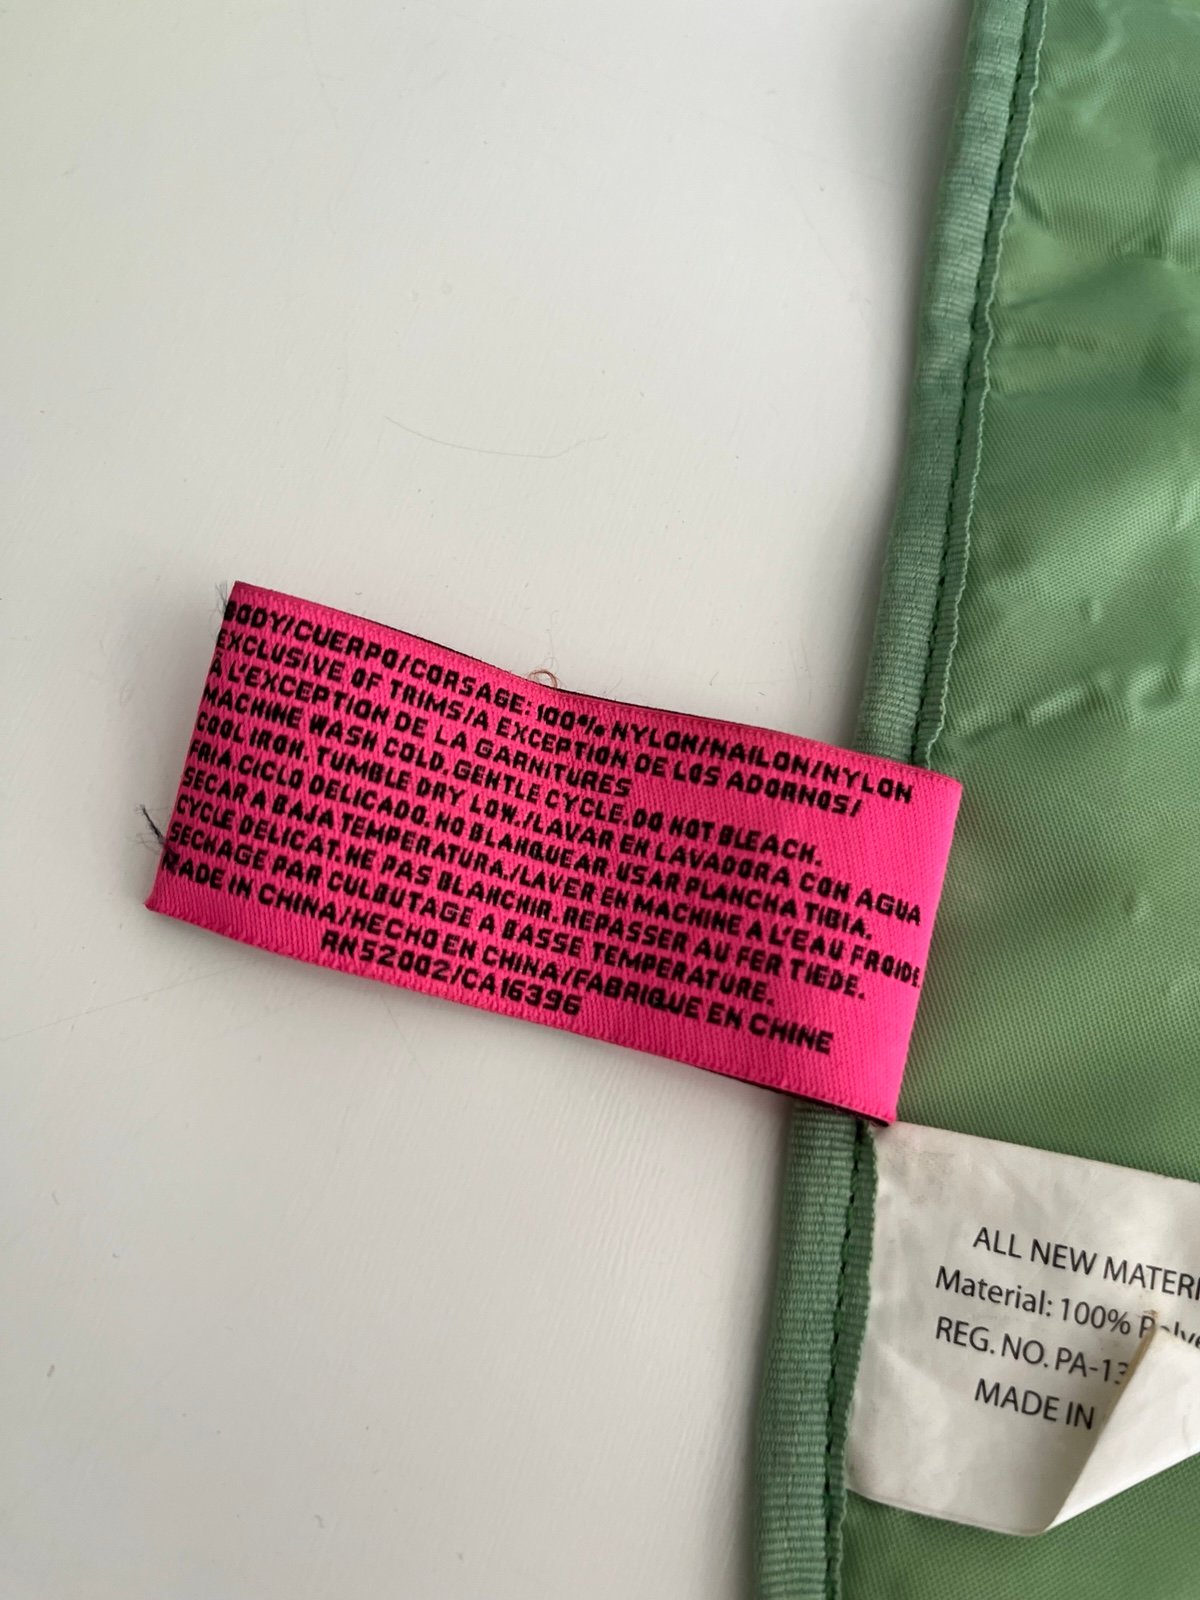 BODY/CUERPO/CORSAGE: 100% NYLON/NAILON/NYLON
EXCLUSIVE OF TRIMS/A EXCEPTION DE LOS ADORNOS/
À L'EXCEPTION DE LA GARNITURES
MACHINE WASH COLD. GENTLE CYCLE. DO NOT BLEACH.
COOL IRON. TUMBLE DRY LOW./LAVAR EN LAVADORA CON AGUA
FRIA CICLO DELICADO. NO BLANQUEAR. USAR PLANCHA TIBIA.
SECAR A BAJA TEMPERATURA./LAVER EN MACHINE A L'EAU FROIDE.
CYCLE DELICAT. NE PAS BLANCHIR. REPASSER AU FER TIEDE.
SECHAGE PAR CULBUTAGE A BASSE TEMPERATURE.
MADE IN CHINA/HECHO EN CHINA/FABRIQUE EN CHINE
RN52002/CA16396
ALL NEW MATERI
Material: 100% Polye
REG. NO. PA-13
MADE IN